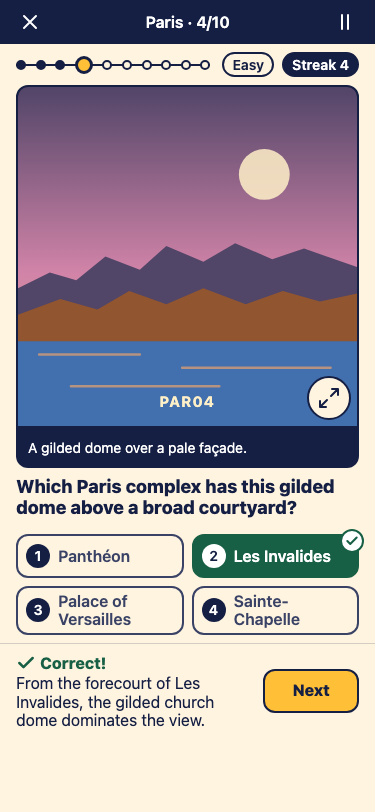 Paris · 4/10
Easy
Streak 4
PAR04
A gilded dome over a pale façade.
Which Paris complex has this gilded
dome above a broad courtyard?
1 Panthéon
2 Les Invalides
3 Palace of
Versailles
4 Sainte-
Chapelle
Correct!
From the forecourt of Les
Invalides, the gilded church
dome dominates the view.
Next